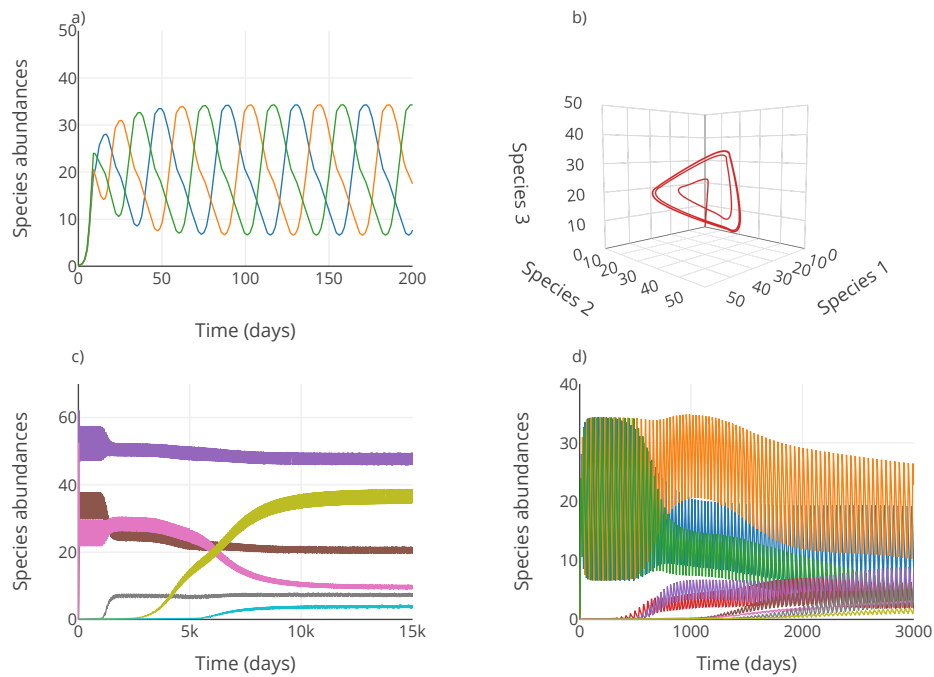 a)
50
40
30
20
10
0
Species abundances
0 50 100 150 200
Time (days)
b)
50
40
30
20
10
0
Species 3
10 20 30 40 50
Species 2
50 40 30 20 10 0
Species 1
c)
60
40
20
0
Species abundances
0 5k 10k 15k
Time (days)
d)
40
30
20
10
0
Species abundances
0 1000 2000 3000
Time (days)